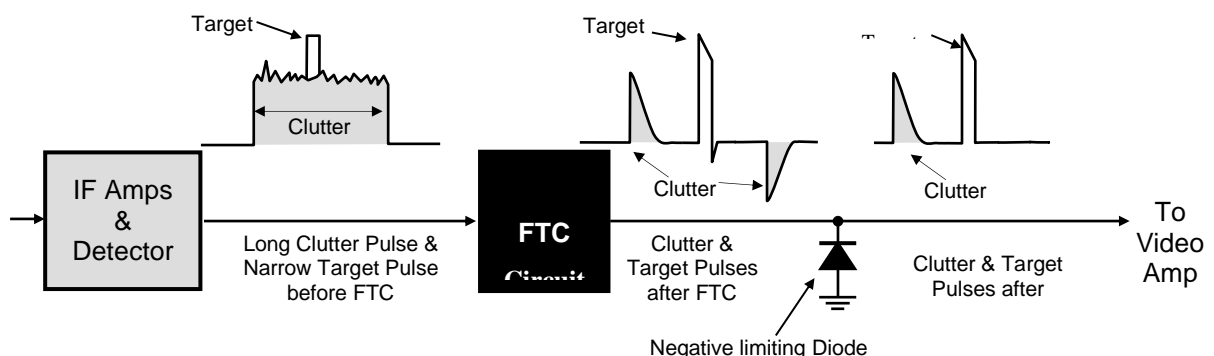 Target
Clutter
IF Amps
&
Detector
Long Clutter Pulse &
Narrow Target Pulse
before FTC
FTC
Circuit
Target
Clutter
Clutter &
Target Pulses
after FTC
Negative limiting Diode
Clutter
Clutter & Target
Pulses after
To
Video
Amp